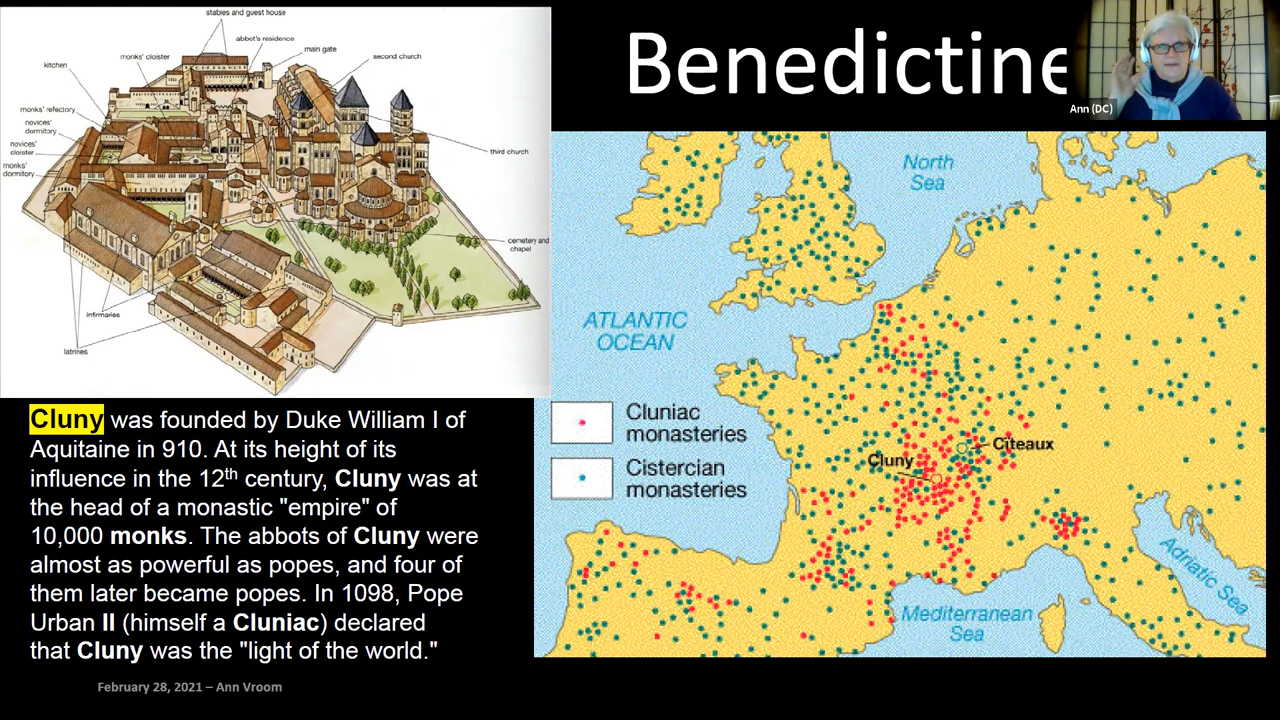 stables and guest house
abbot's residence
main gate
monks' cloister
second church
kitchen
monks' refectory
novices'
dormitory
novices'
cloister
monks'
dormitory
third church
cemetery and
chapel
infirmaries
latrines
Benedictine
Ann (DC)
North
Sea
ATLANTIC
OCEAN
Cluniac
monasteries
Cistercian
monasteries
Cîteaux
Cluny
Adriatic Sea
Mediterranean
Sea
Cluny was founded by Duke William I of
Aquitaine in 910. At its height of its
influence in the 12th century, Cluny was at
the head of a monastic "empire" of
10,000 monks. The abbots of Cluny were
almost as powerful as popes, and four of
them later became popes. In 1098, Pope
Urban II (himself a Cluniac) declared
that Cluny was the "light of the world."
February 28, 2021 – Ann Vroom